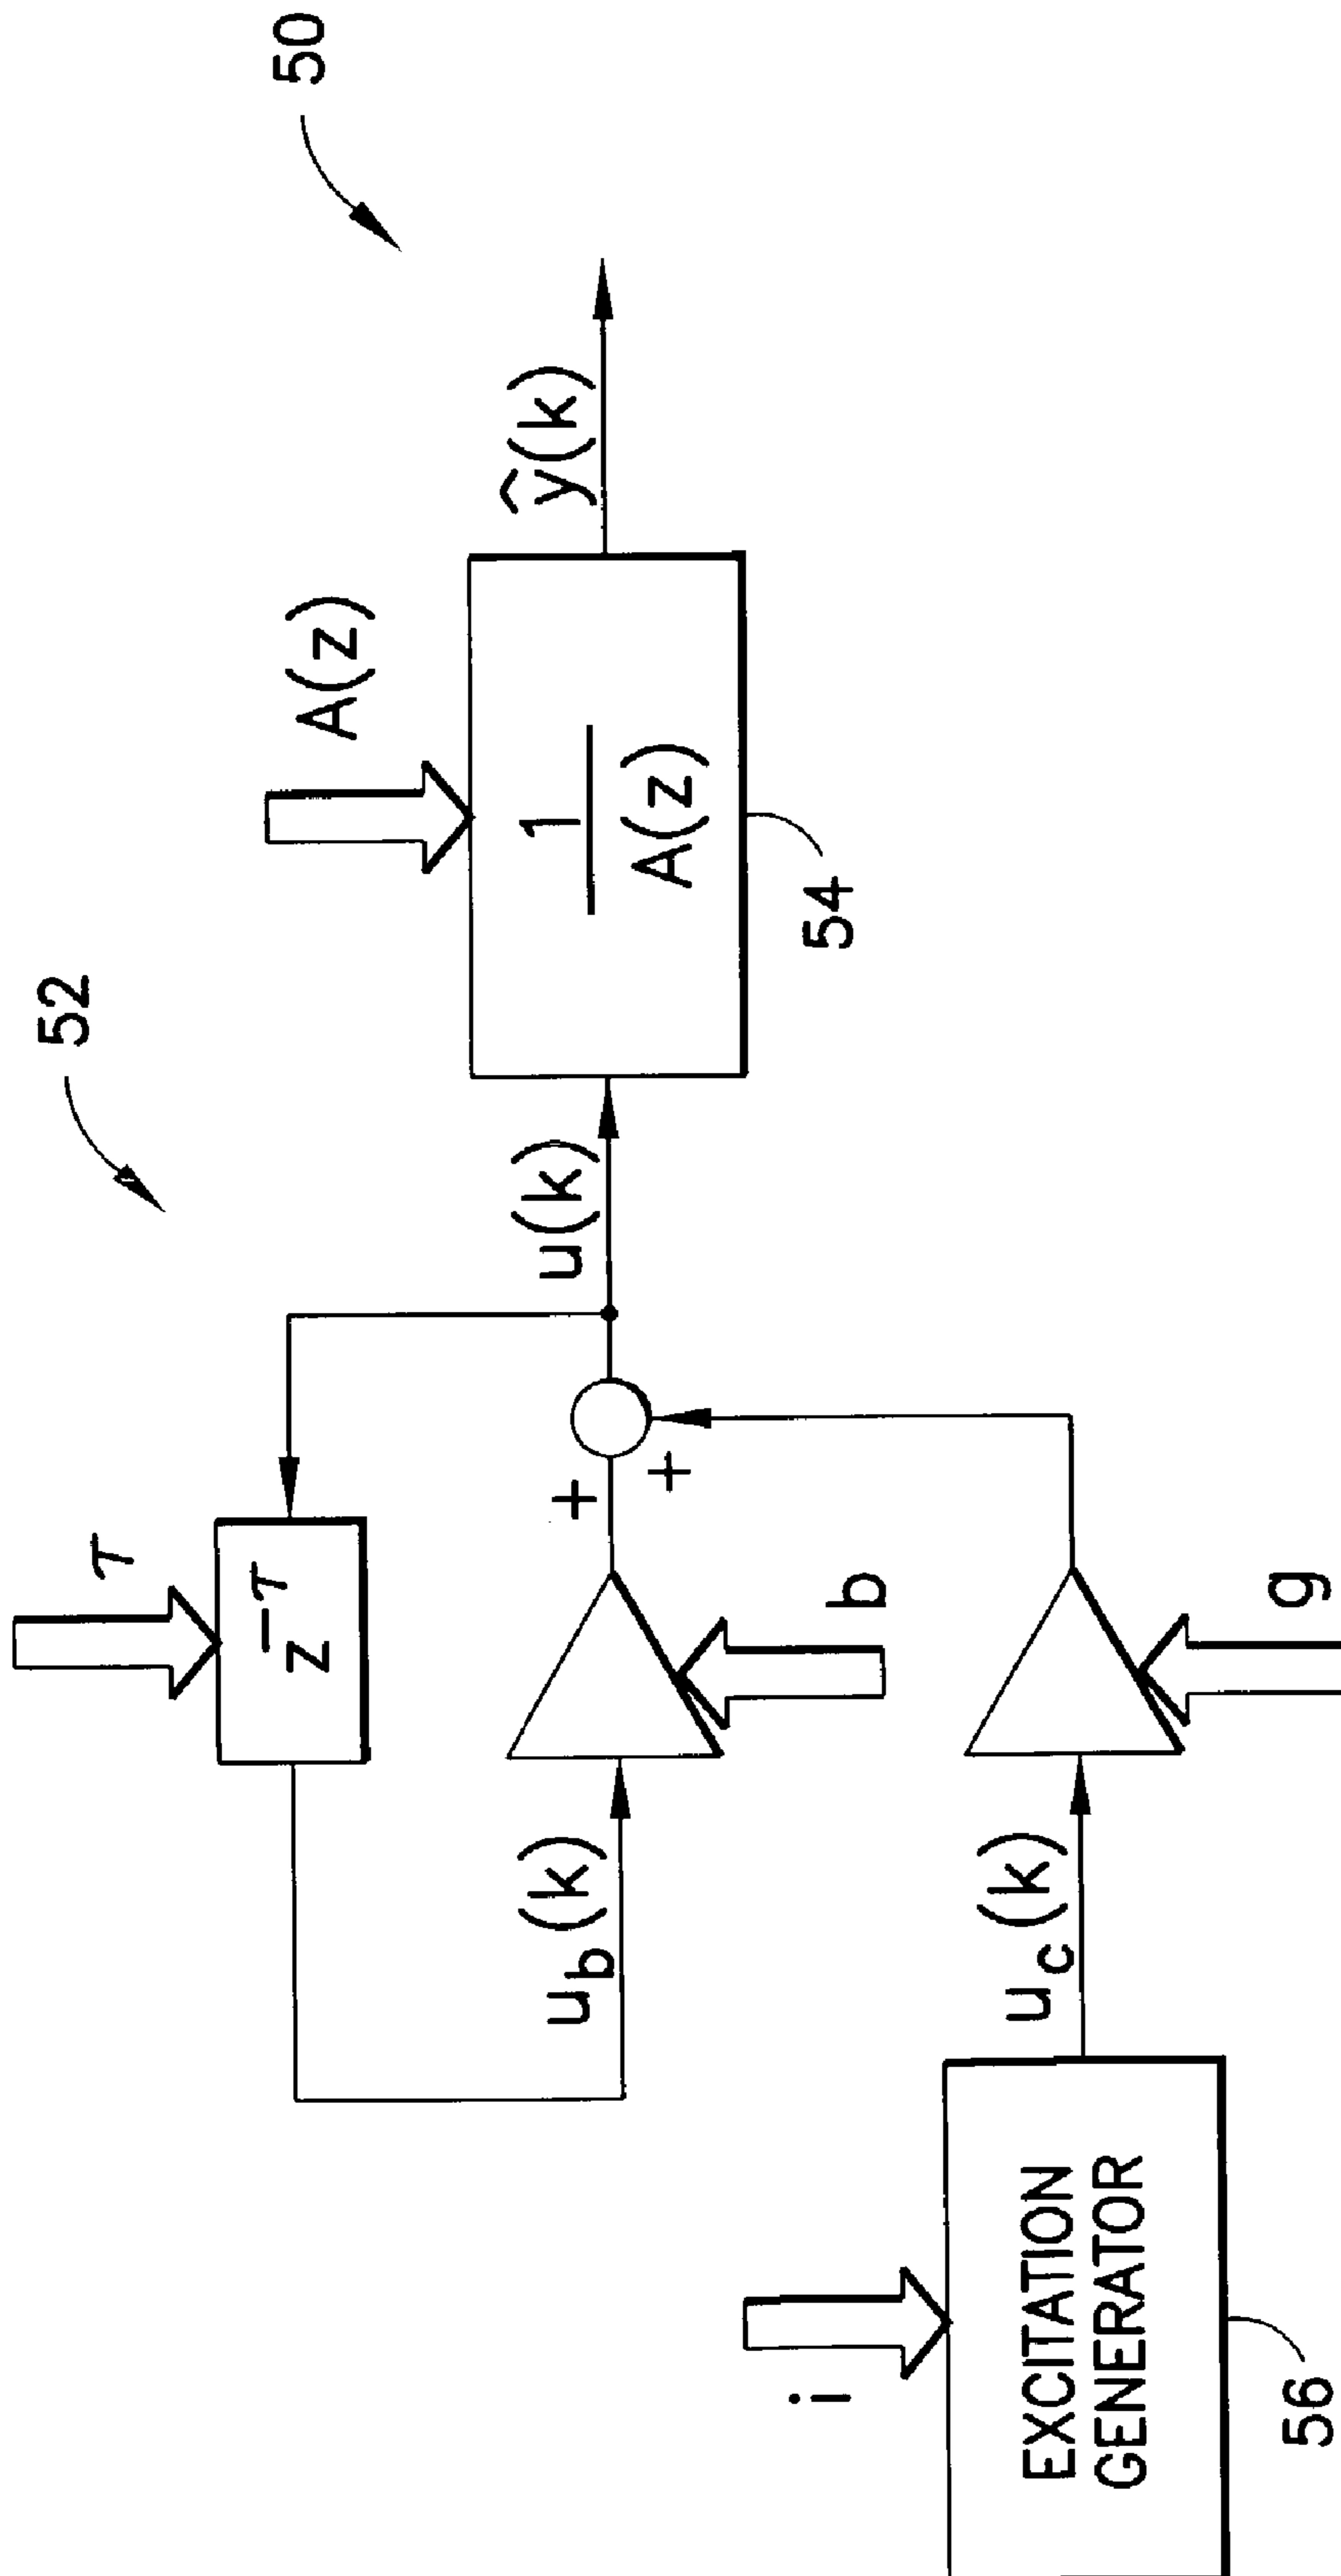 50
52
τ
z^-τ
A(z)
u_b(k)
b
+
+
u(k)
1
A(z)
ŷ(k)
54
i
EXCITATION
GENERATOR
u_c(k)
g
56